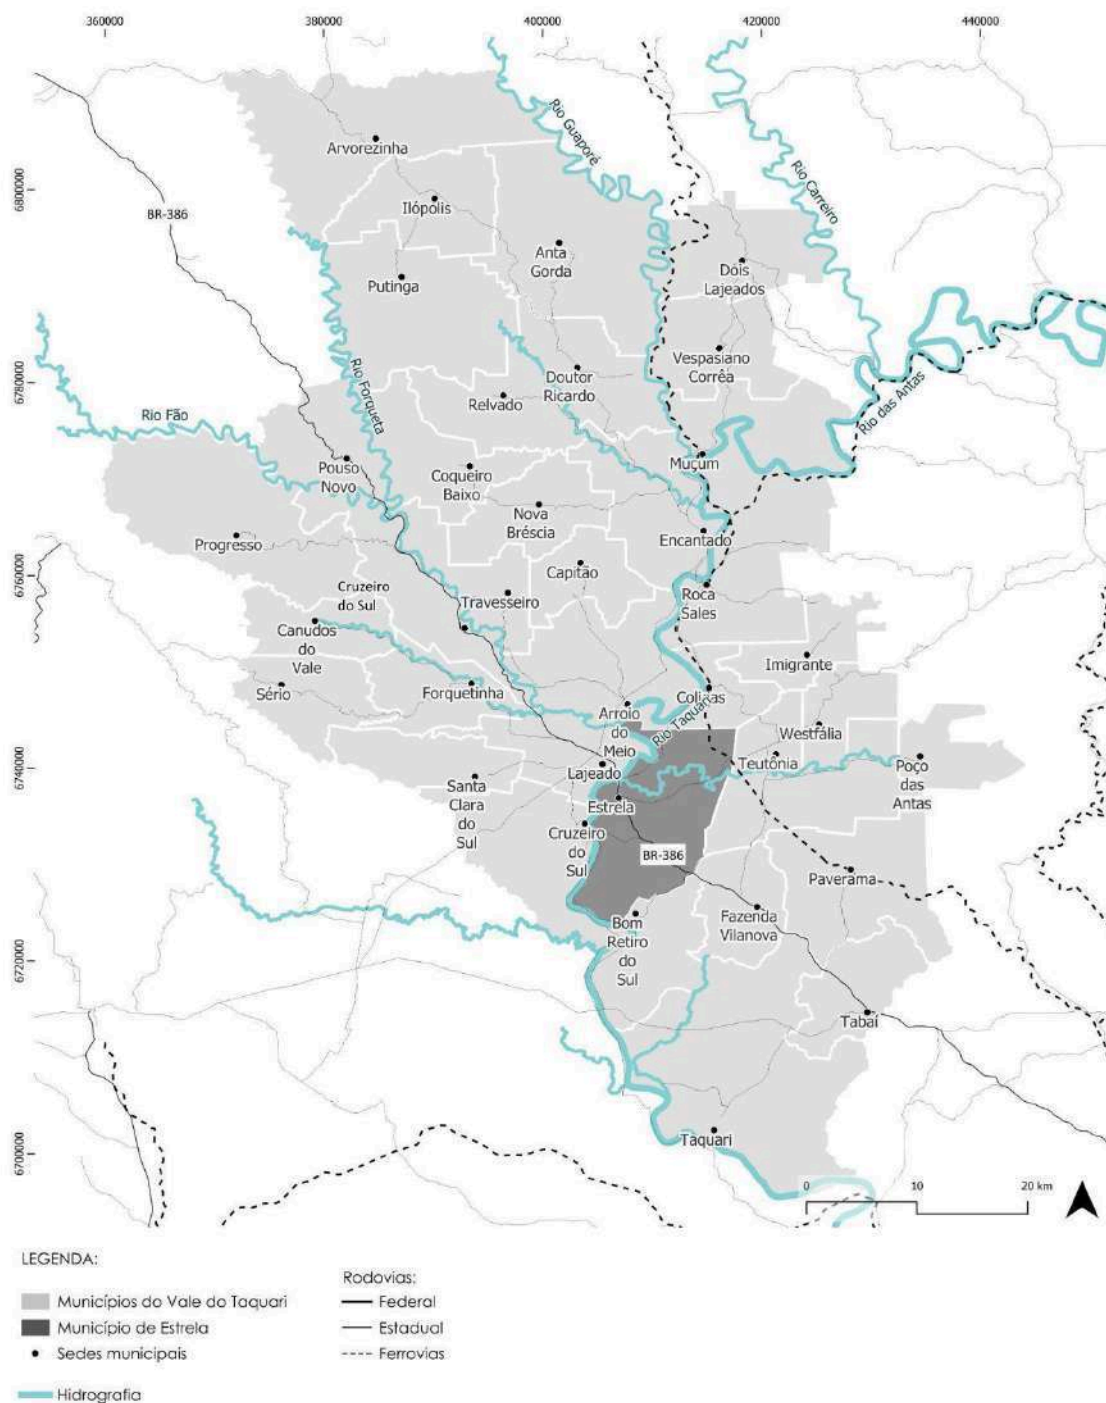 360000
380000
400000
420000
440000
6800000
6780000
6760000
6740000
6720000
6700000
BR-386
Rio Guaporé
Rio Carreiro
Arvorezinha
Ilópolis
Anta
Gorda
Putinga
Dois
Lajeados
Vespasiano
Corrêa
Rio Forqueta
Doutor
Ricardo
Relvado
Rio das Antas
Rio Fão
Muçum
Pouso
Novo
Coqueiro
Baixo
Nova
Bréscia
Encantado
Progresso
Capitão
Cruzeiro
do Sul
Travesseiro
Roca
Sales
Canudos
do
Vale
Imigrante
Sério
Forquetinha
Colinas
Arroio
do
Meio
Rio Taquari
Westfália
Teutônia
Poço
das
Antas
Lajeado
Santa
Clara
do
Sul
Estrela
Cruzeiro
do
Sul
BR-386
Paverama
Fazenda
Vilanova
Bom
Retiro
do
Sul
Tabaí
Taquari
0 10 20 km
LEGENDA:
Municípios do Vale do Taquari
Município de Estrela
Sedes municipais
Hidrografia
Rodovias:
Federal
Estadual
Ferrovias